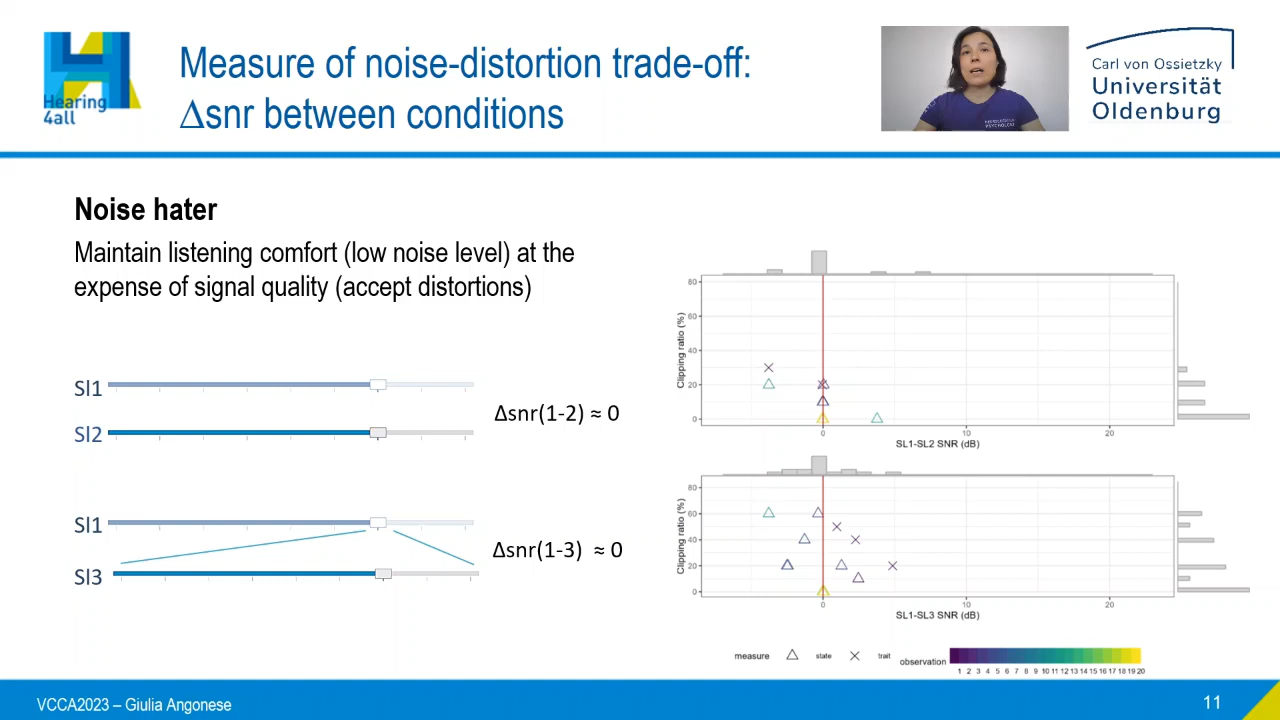 Hearing
4all
Measure of noise-distortion trade-off:
Δsnr between conditions
Carl von Ossietzky
Universität
Oldenburg
Noise hater
Maintain listening comfort (low noise level) at the
expense of signal quality (accept distortions)
Sl1
Sl2
Δsnr(1-2) ≈ 0
Sl1
Sl3
Δsnr(1-3) ≈ 0
Clipping ratio (%)
80
60
40
20
0
0 10 20
SL1-SL2 SNR (dB)
Clipping ratio (%)
80
60
40
20
0
0 10 20
SL1-SL3 SNR (dB)
measure state trait observation
1 2 3 4 5 6 7 8 9 10 11 12 13 14 15 16 17 18 19 20
VCCA2023 – Giulia Angonese
11